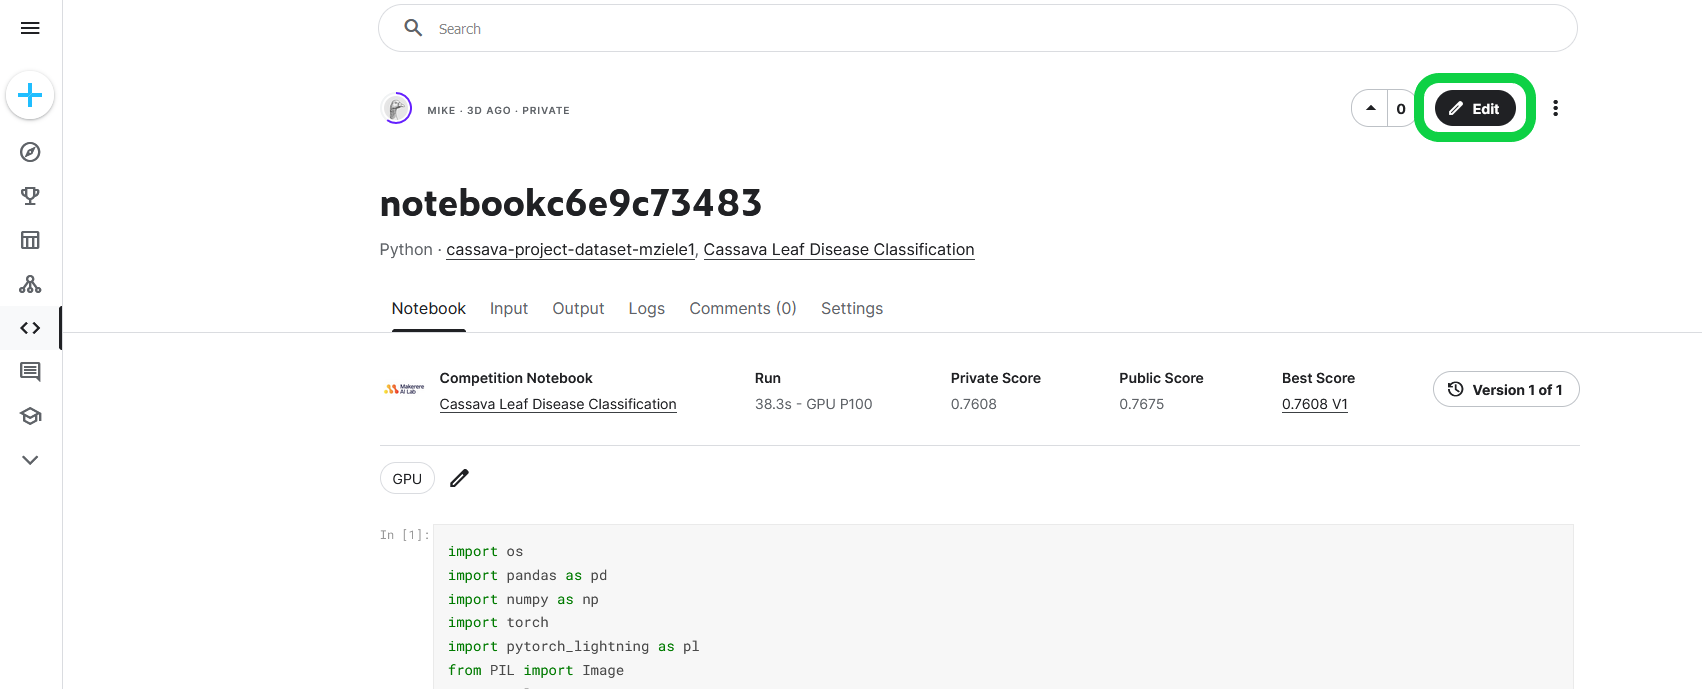 Search
MIKE · 3D AGO · PRIVATE
0
Edit
notebookc6e9c73483
Python · cassava-project-dataset-mziele1, Cassava Leaf Disease Classification
Notebook Input Output Logs Comments (0) Settings
Makerere
AI Lab
Competition Notebook
Cassava Leaf Disease Classification
Run
38.3s - GPU P100
Private Score
0.7608
Public Score
0.7675
Best Score
0.7608 V1
Version 1 of 1
GPU
In [1]:
import os
import pandas as pd
import numpy as np
import torch
import pytorch_lightning as pl
from PIL import Image